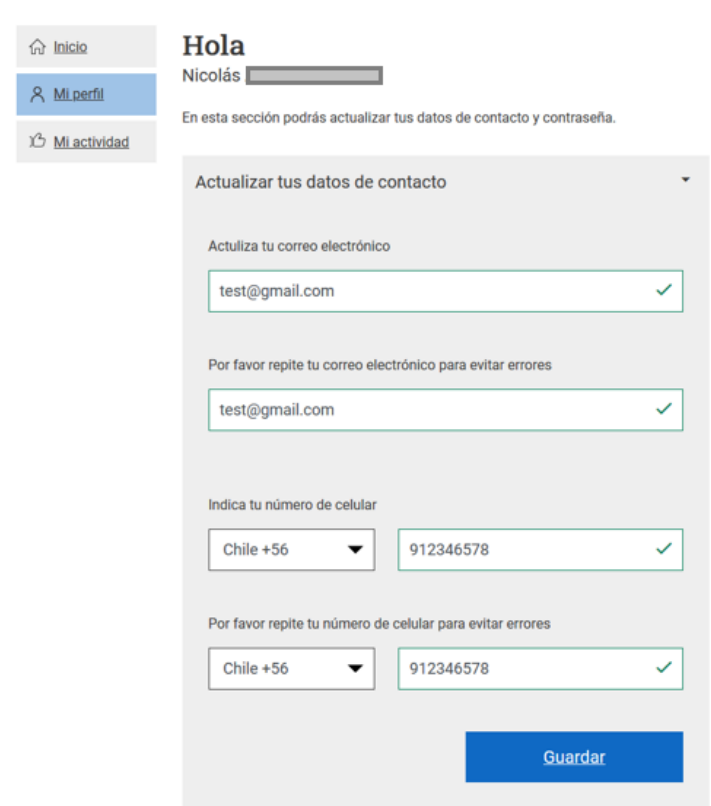 Inicio
Mi perfil
Mi actividad
Hola
Nicolás
En esta sección podrás actualizar tus datos de contacto y contraseña.
Actualizar tus datos de contacto
Actuliza tu correo electrónico
test@gmail.com
Por favor repite tu correo electrónico para evitar errores
test@gmail.com
Indica tu número de celular
Chile +56 912346578
Por favor repite tu número de celular para evitar errores
Chile +56 912346578
Guardar